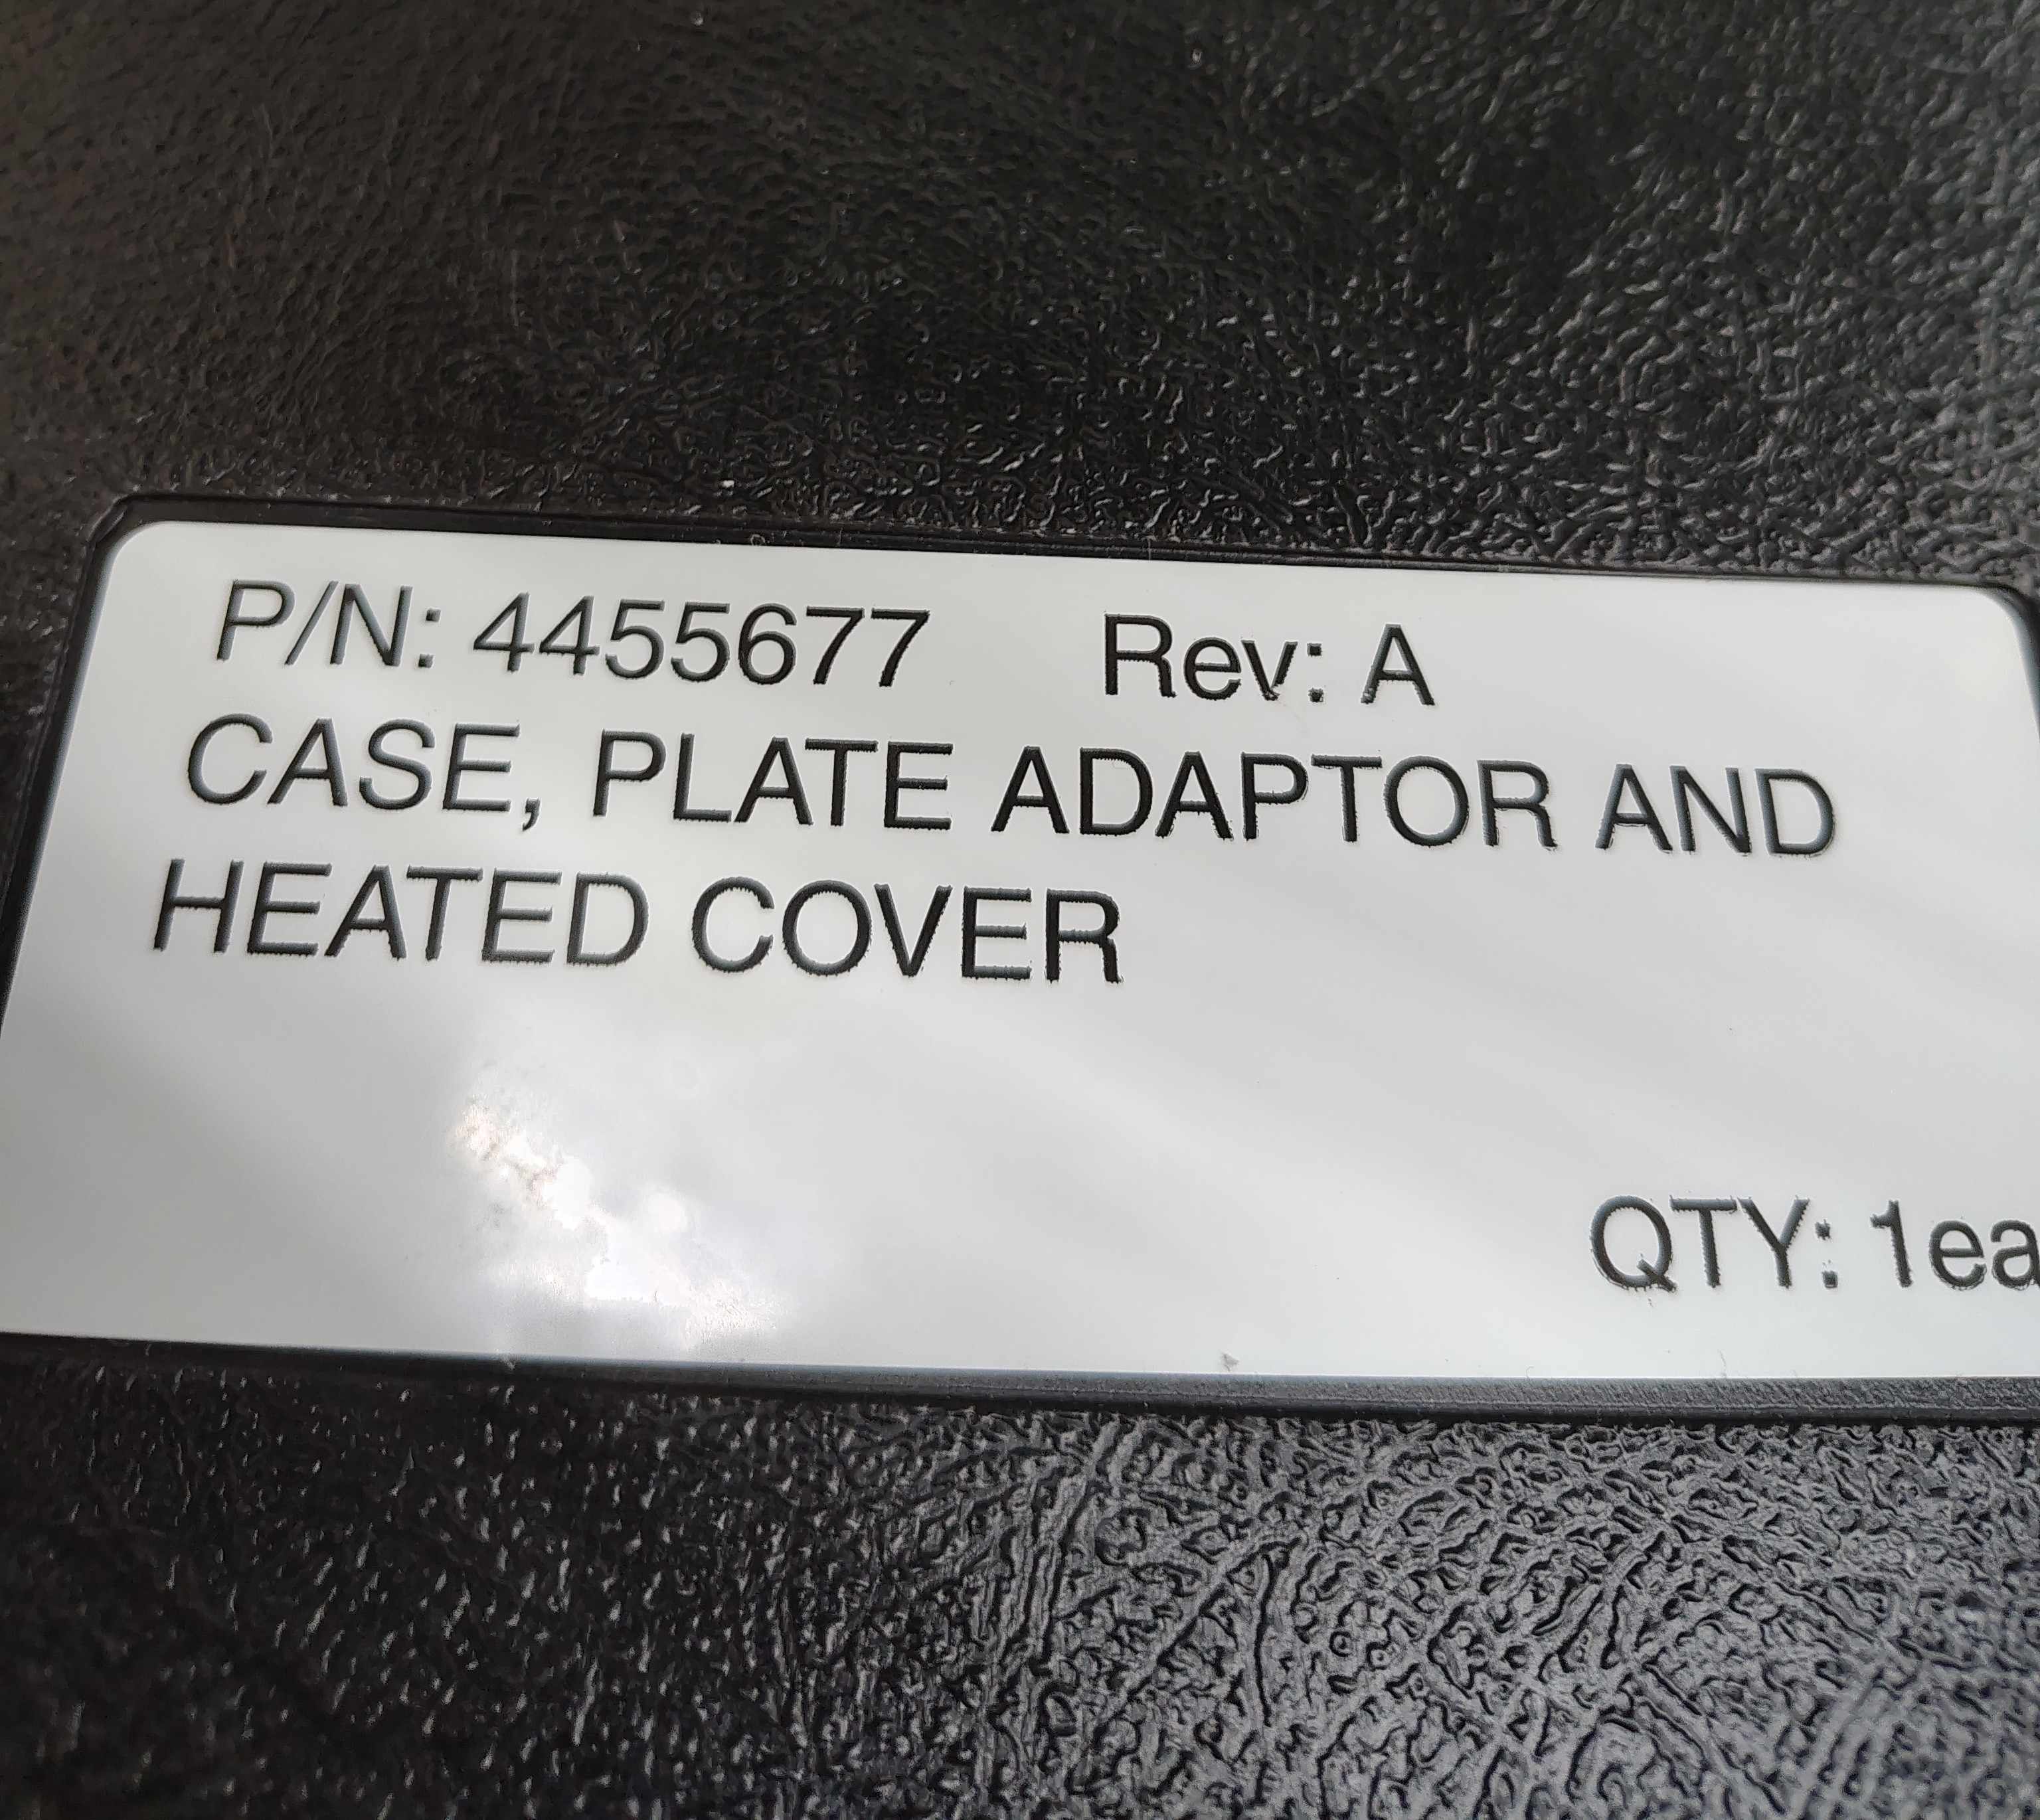 P/N: 4455677 Rev: A
CASE, PLATE ADAPTOR AND
HEATED COVER
QTY: 1ea